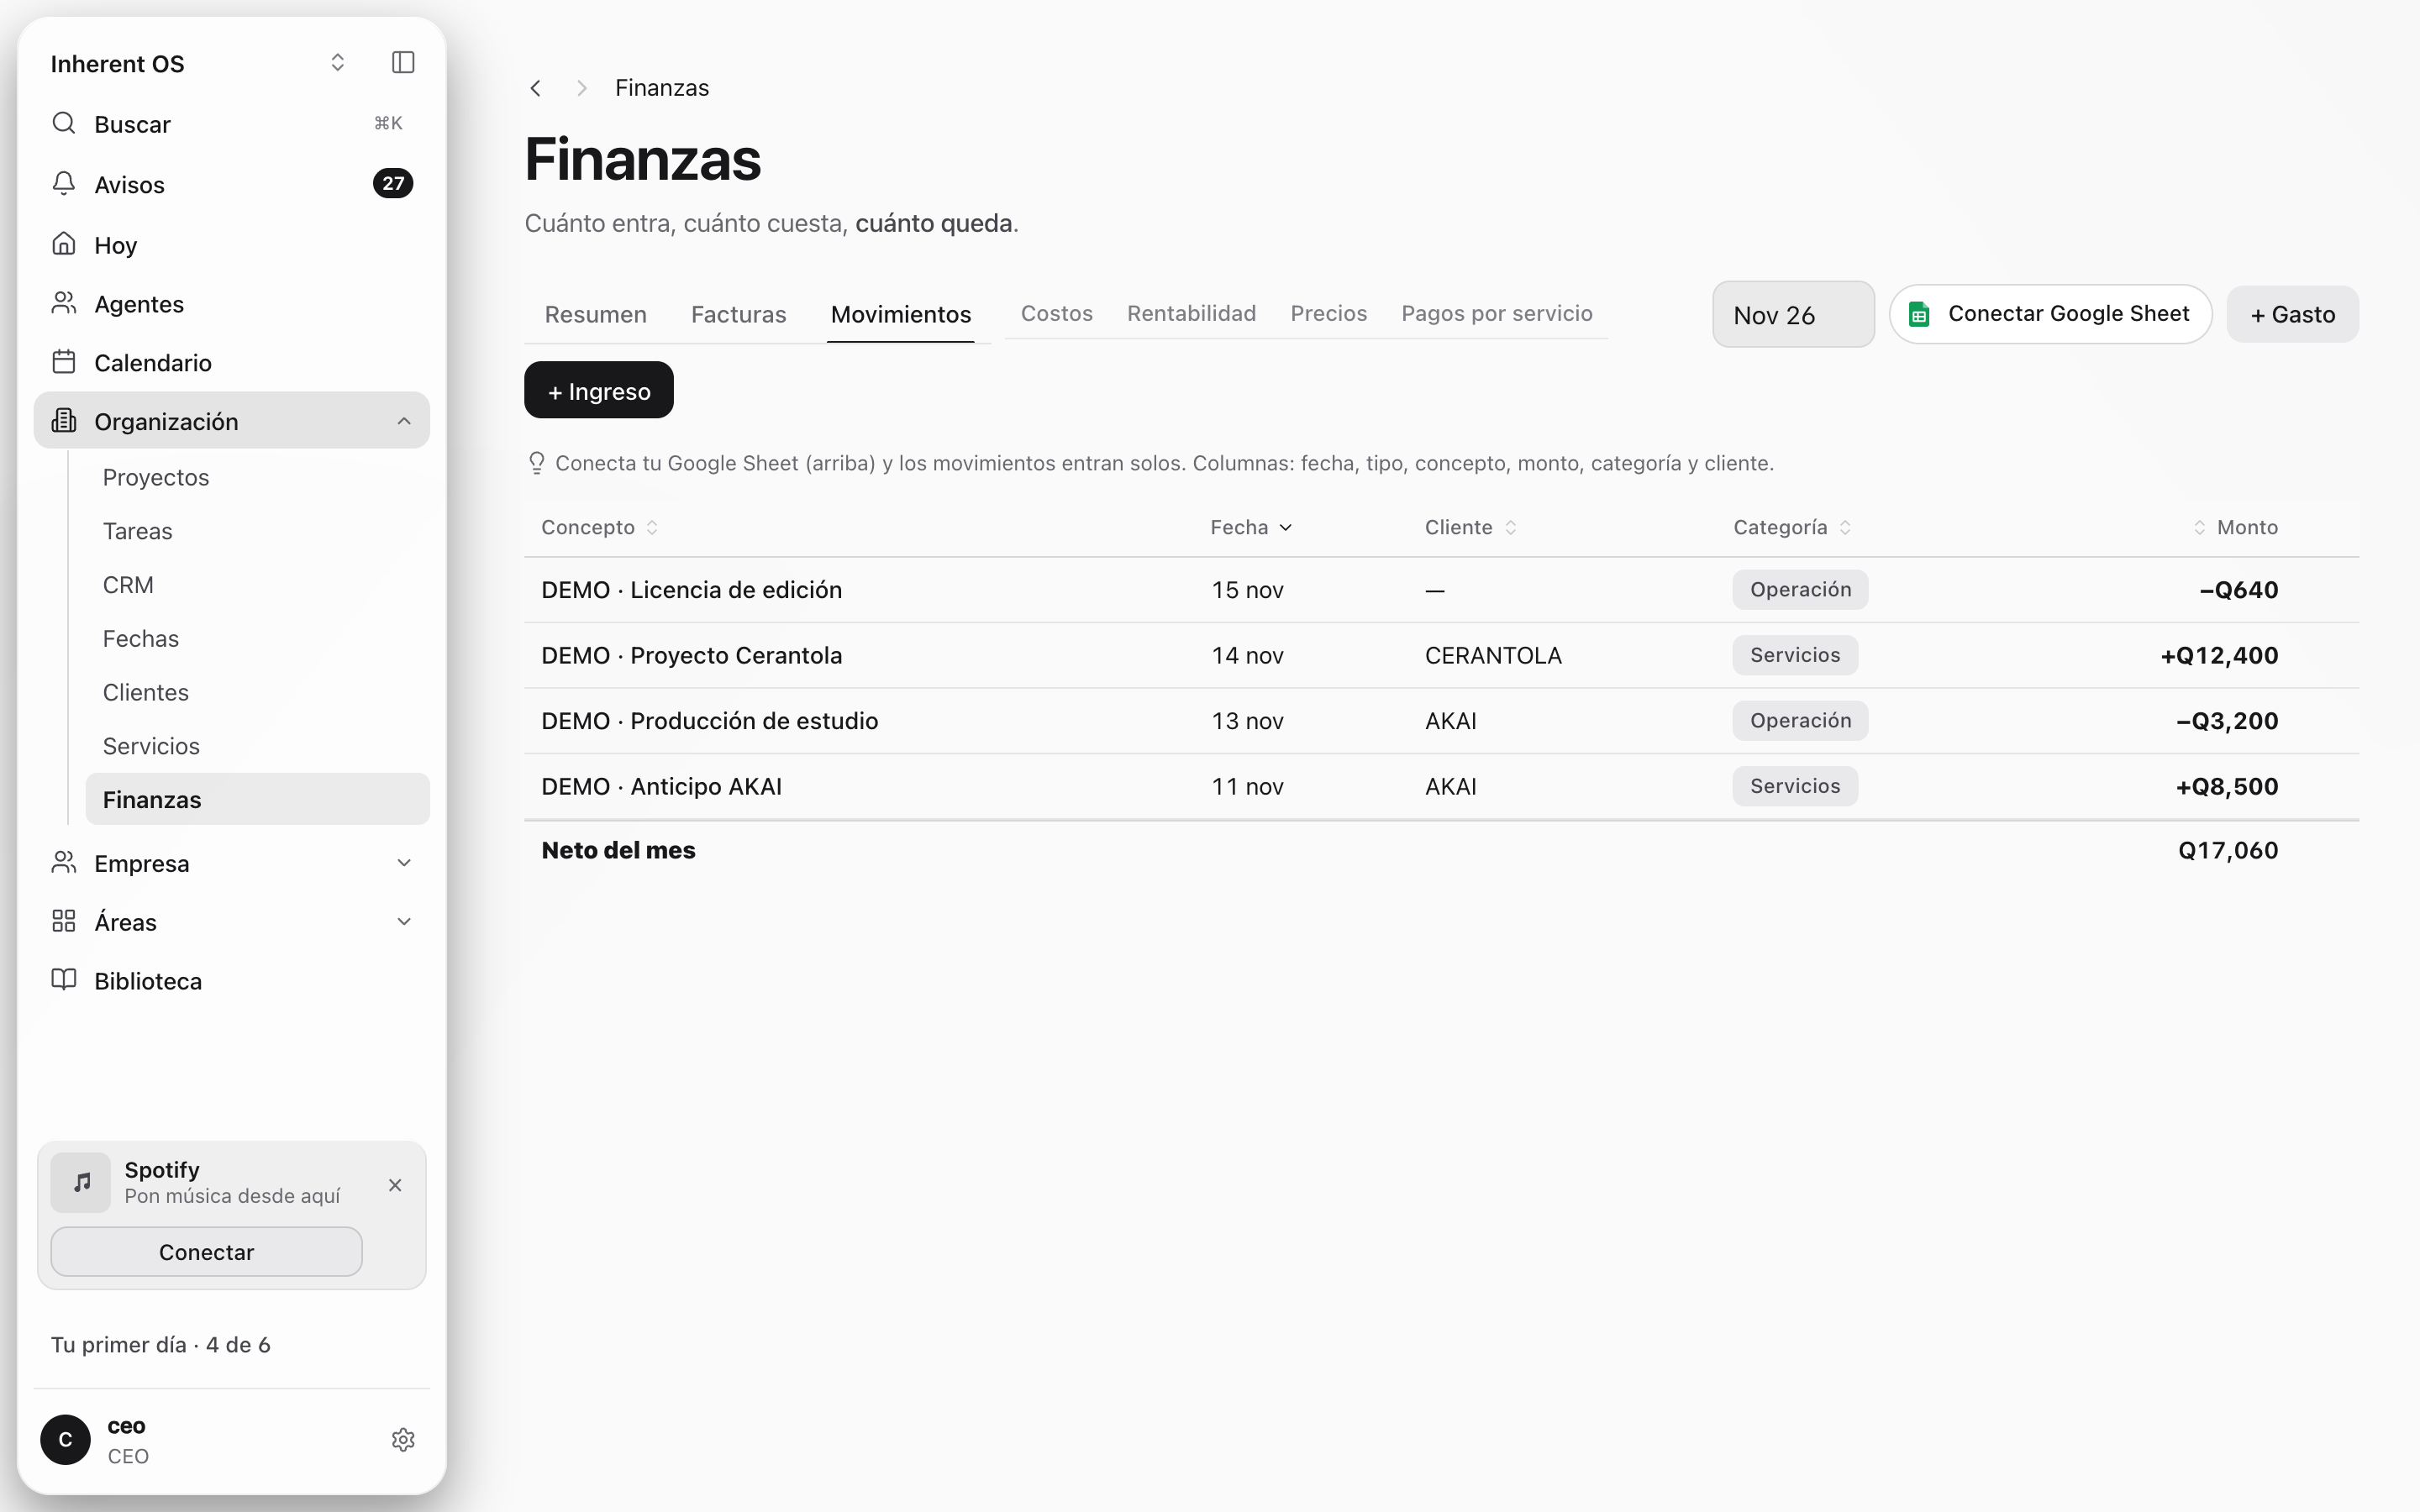 Inherent OS
Buscar ⌘K
Avisos 27
Hoy
Agentes
Calendario
Organización
Proyectos
Tareas
CRM
Fechas
Clientes
Servicios
Finanzas
Empresa
Áreas
Biblioteca
Spotify
Pon música desde aquí
Conectar
Tu primer día · 4 de 6
C
ceo
CEO
Finanzas
Finanzas
Cuánto entra, cuánto cuesta, cuánto queda.
Resumen Facturas Movimientos Costos Rentabilidad Precios Pagos por servicio Nov 26 Conectar Google Sheet + Gasto
+ Ingreso
Conecta tu Google Sheet (arriba) y los movimientos entran solos. Columnas: fecha, tipo, concepto, monto, categoría y cliente.
Concepto Fecha Cliente Categoría Monto
DEMO · Licencia de edición 15 nov — Operación −Q640
DEMO · Proyecto Cerantola 14 nov CERANTOLA Servicios +Q12,400
DEMO · Producción de estudio 13 nov AKAI Operación −Q3,200
DEMO · Anticipo AKAI 11 nov AKAI Servicios +Q8,500
Neto del mes Q17,060